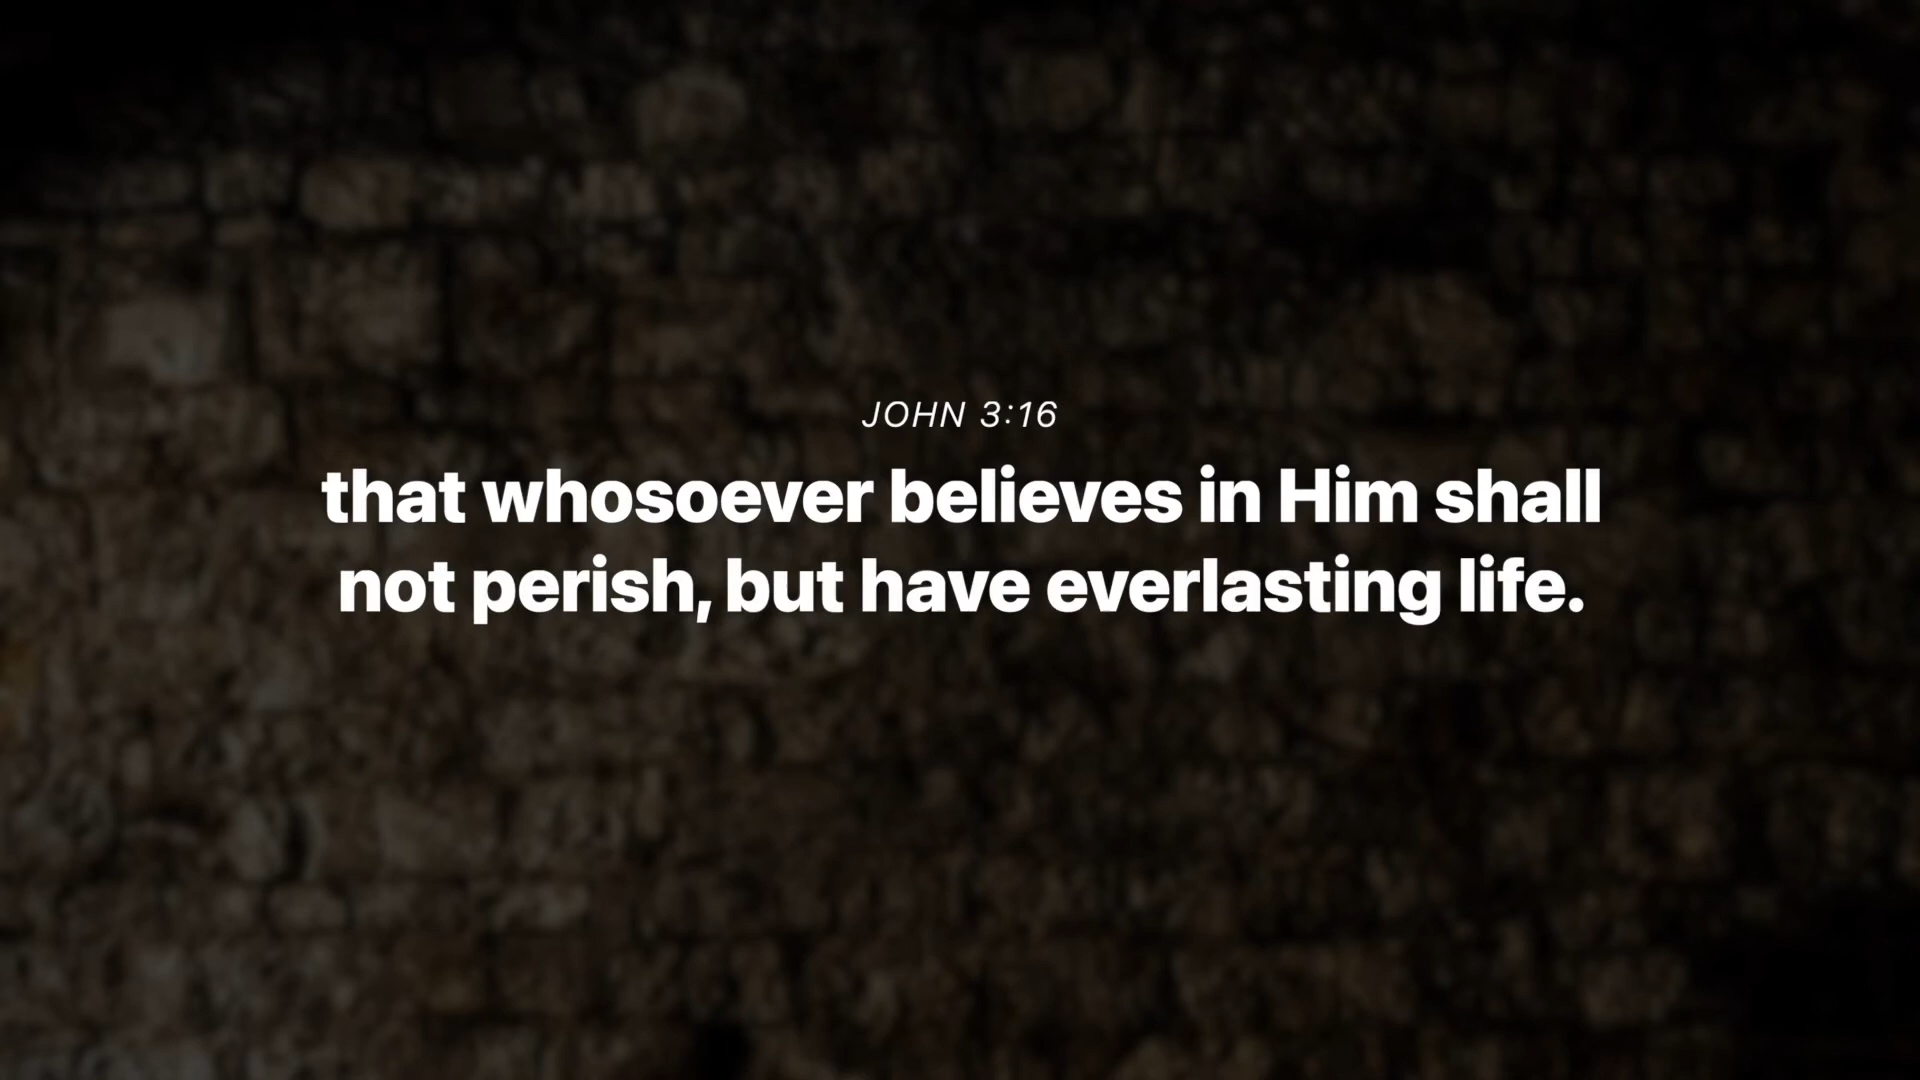 JOHN 3:16
that whosoever believes in Him shall
not perish, but have everlasting life.